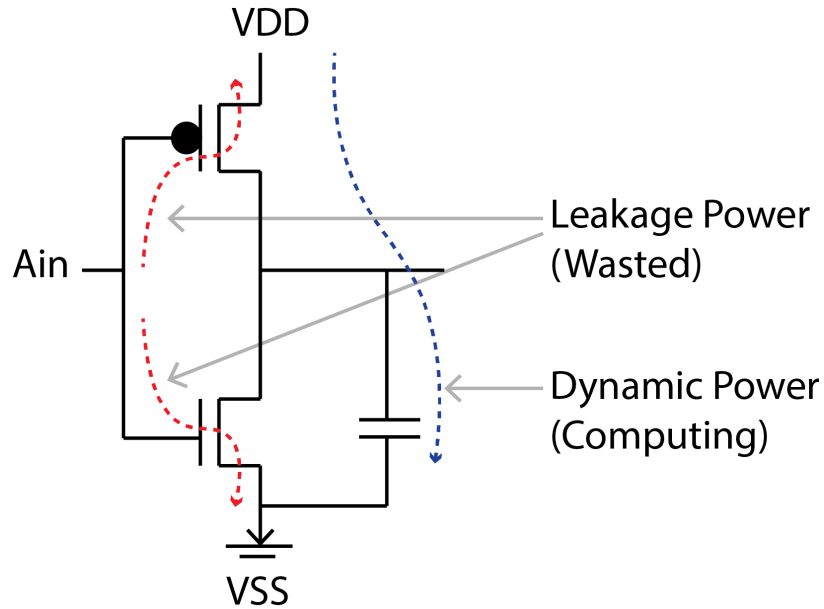 VDD
Leakage Power
(Wasted)
Ain
Dynamic Power
(Computing)
VSS